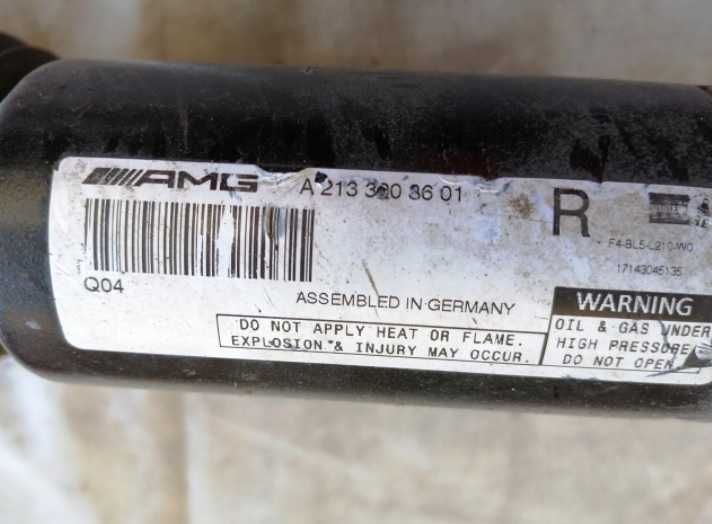 AMG A 213 320 36 01
R
F4-BL5-L210-W0
17143045135
Q04
ASSEMBLED IN GERMANY
DO NOT APPLY HEAT OR FLAME.
EXPLOSION & INJURY MAY OCCUR.
WARNING
OIL & GAS UNDER
HIGH PRESSURE
DO NOT OPEN.